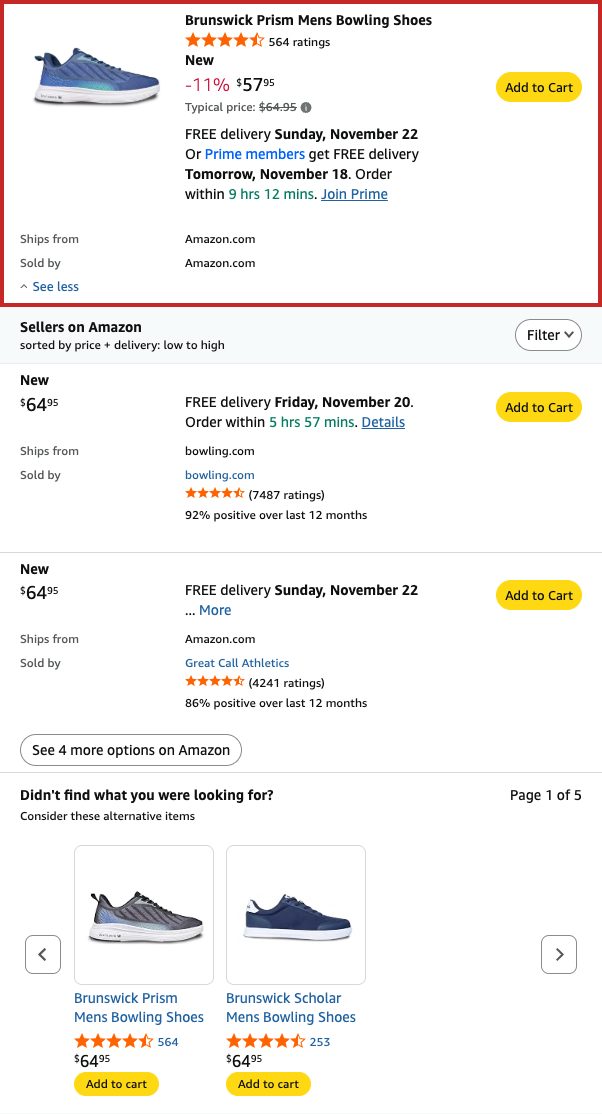 Brunswick Prism Mens Bowling Shoes
564 ratings
New
-11% $57.95
Typical price: $64.95
Add to Cart
FREE delivery Sunday, November 22
Or Prime members get FREE delivery
Tomorrow, November 18. Order
within 9 hrs 12 mins. Join Prime
Ships from Amazon.com
Sold by Amazon.com
See less
Sellers on Amazon
sorted by price + delivery: low to high
Filter
New
$64.95
FREE delivery Friday, November 20.
Order within 5 hrs 57 mins. Details
Add to Cart
Ships from bowling.com
Sold by bowling.com
(7487 ratings)
92% positive over last 12 months
New
$64.95
FREE delivery Sunday, November 22
... More
Add to Cart
Ships from Amazon.com
Sold by Great Call Athletics
(4241 ratings)
86% positive over last 12 months
See 4 more options on Amazon
Didn't find what you were looking for? Page 1 of 5
Consider these alternative items
Brunswick Prism
Mens Bowling Shoes
564
$64.95
Add to cart
Brunswick Scholar
Mens Bowling Shoes
253
$64.95
Add to cart